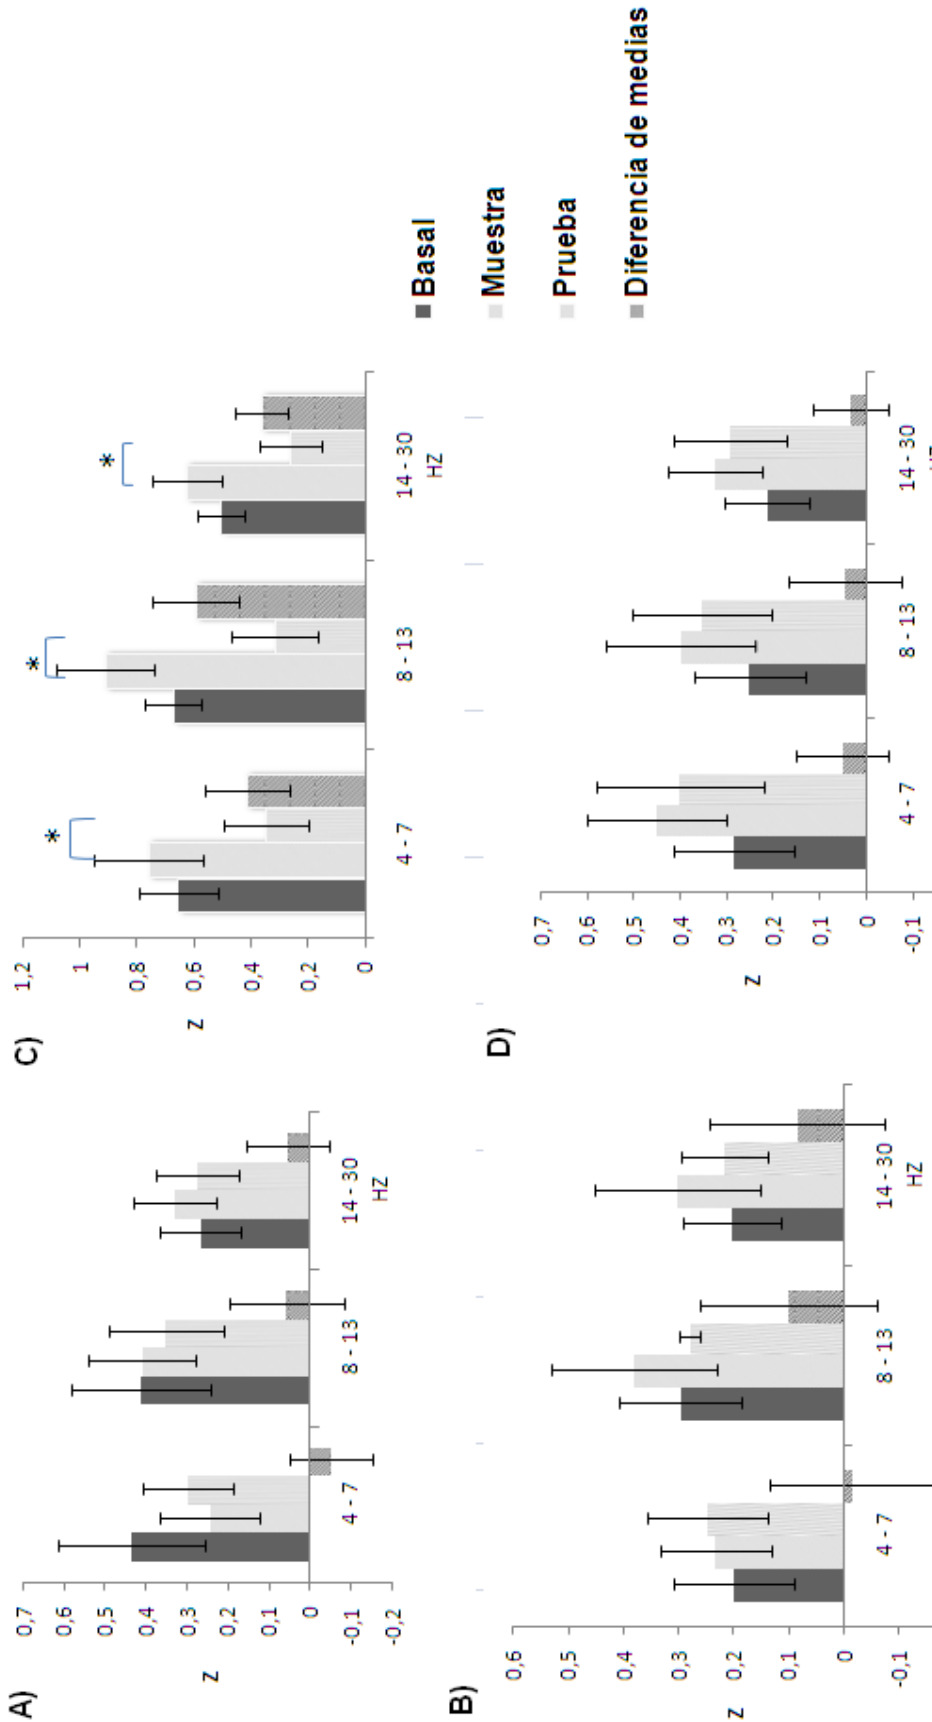 A)
0,7
0,6
0,5
0,4
0,3
0,2
0,1
0
-0,1
-0,2
Z
4 - 7
8 - 13
14 - 30
HZ
B)
0,6
0,5
0,4
0,3
0,2
0,1
0
-0,1
Z
4 - 7
8 - 13
14 - 30
HZ
C)
1,2
1
0,8
0,6
0,4
0,2
0
Z
*
*
*
4 - 7
8 - 13
14 - 30
HZ
D)
0,7
0,6
0,5
0,4
0,3
0,2
0,1
0
-0,1
Z
4 - 7
8 - 13
14 - 30
Basal
Muestra
Prueba
Diferencia de medias